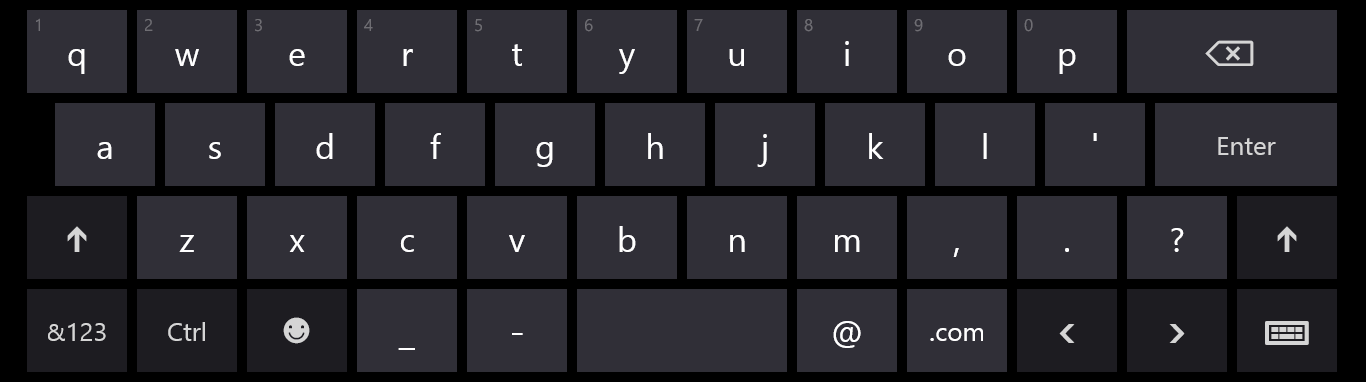 1 2 3 4 5 6 7 8 9 0
q w e r t y u i o p
a s d f g h j k l ' Enter
z x c v b n m , . ?
&123 Ctrl _ - @ .com < >